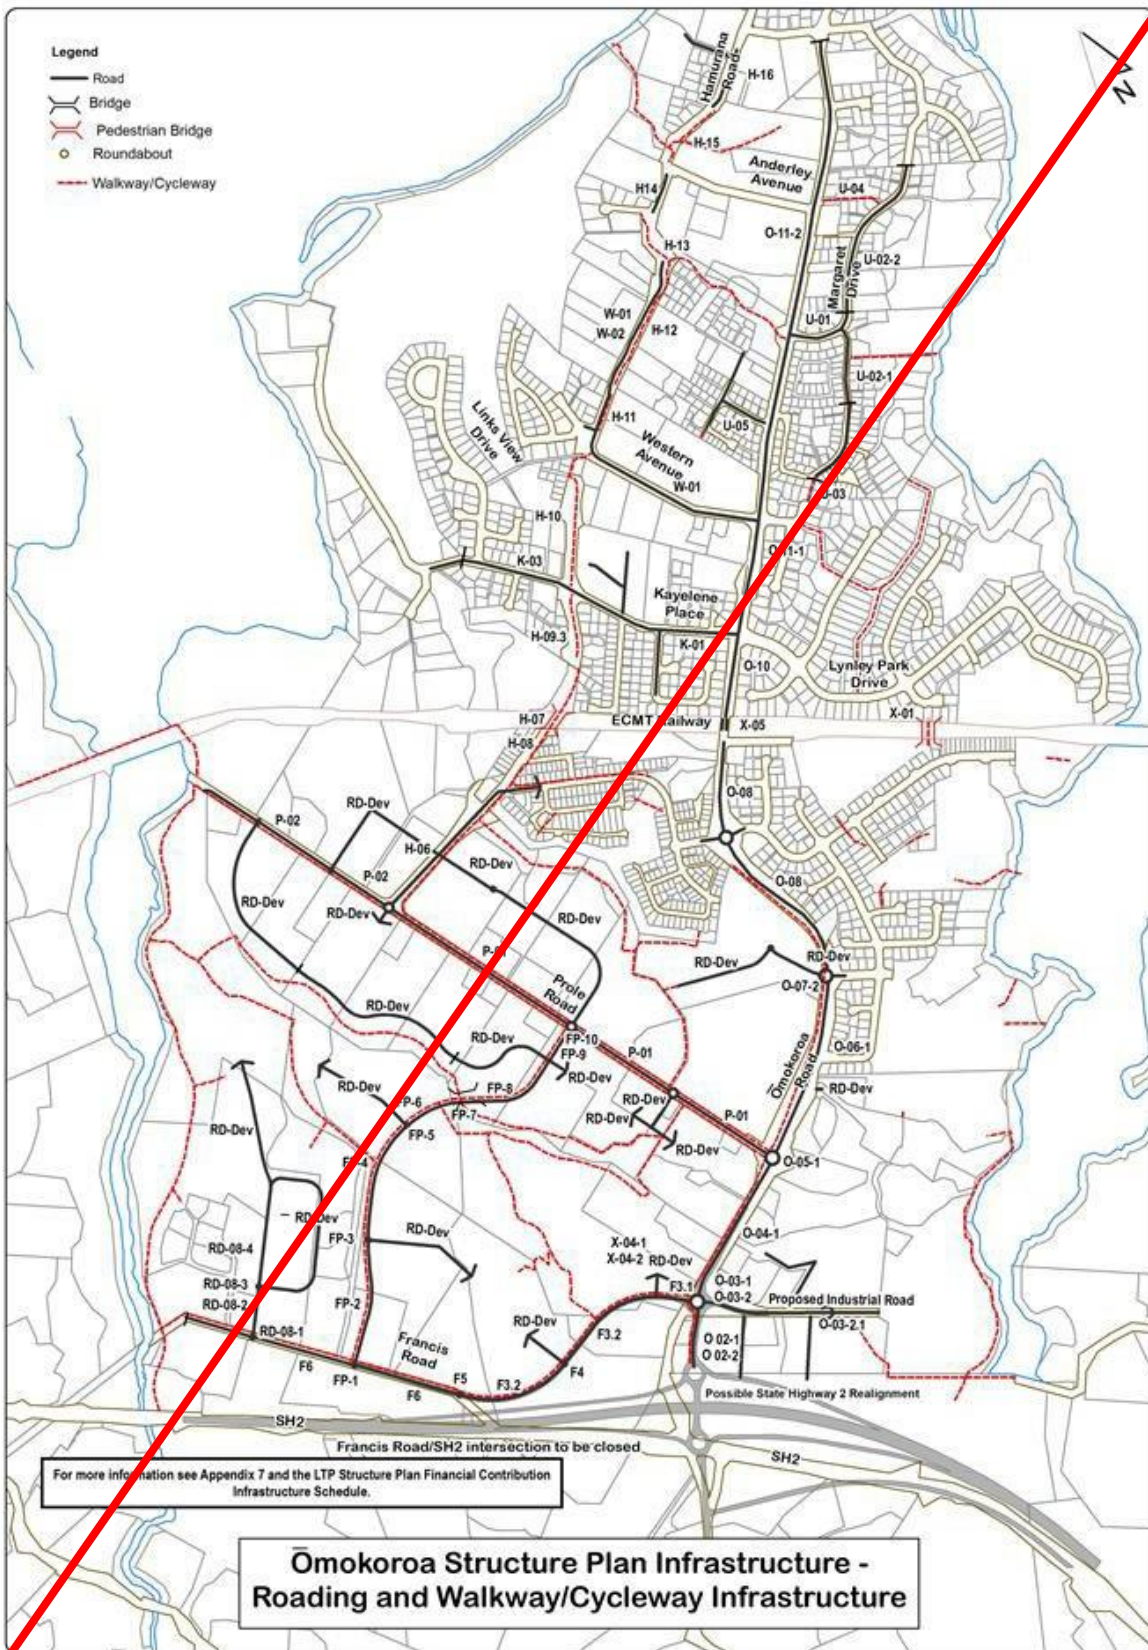 Legend
Road
Bridge
Pedestrian Bridge
Roundabout
Walkway/Cycleway
N
Hamurana
Road
H-16
H-15
Anderley
Avenue
U-04
H14
O-11-2
H-13
Margaret
Drive
U-02-2
W-01
W-02
H-12
U-01
U-02-1
Links View
Drive
H-11
U-05
Western
Avenue
W-01
U-03
H-10
O-11-1
K-03
Kayelene
Place
H-09.3
K-01
O-10
Lynley Park
Drive
H-07
ECMT Railway
X-05
X-01
H-08
RD-Dev
P-02
O-08
H-06
RD-Dev
P-02
O-08
RD-Dev
RD-Dev
RD-Dev
P-01
RD-Dev
RD-Dev
O-07-2
Prole
Road
RD-Dev
RD-Dev
FP-10
FP-9
P-01
Ōmokoroa
Road
O-06-1
RD-Dev
RD-Dev
FP-8
RD-Dev
RD-Dev
FP-6
FP-7
RD-Dev
P-01
FP-5
RD-Dev
RD-Dev
FP-4
O-05-1
RD-Dev
FP-3
RD-Dev
O-04-1
RD-08-4
X-04-1
X-04-2
RD-Dev
RD-08-3
F3.1
O-03-1
O-03-2
Proposed Industrial Road
RD-08-2
FP-2
O-03-2.1
RD-08-1
RD-Dev
F3.2
Francis
Road
O 02-1
O 02-2
F6
FP-1
F4
F6
F5
F3.2
Possible State Highway 2 Realignment
SH2
Francis Road/SH2 intersection to be closed
SH2
For more information see Appendix 7 and the LTP Structure Plan Financial Contribution
Infrastructure Schedule.
Ōmokoroa Structure Plan Infrastructure -
Roading and Walkway/Cycleway Infrastructure